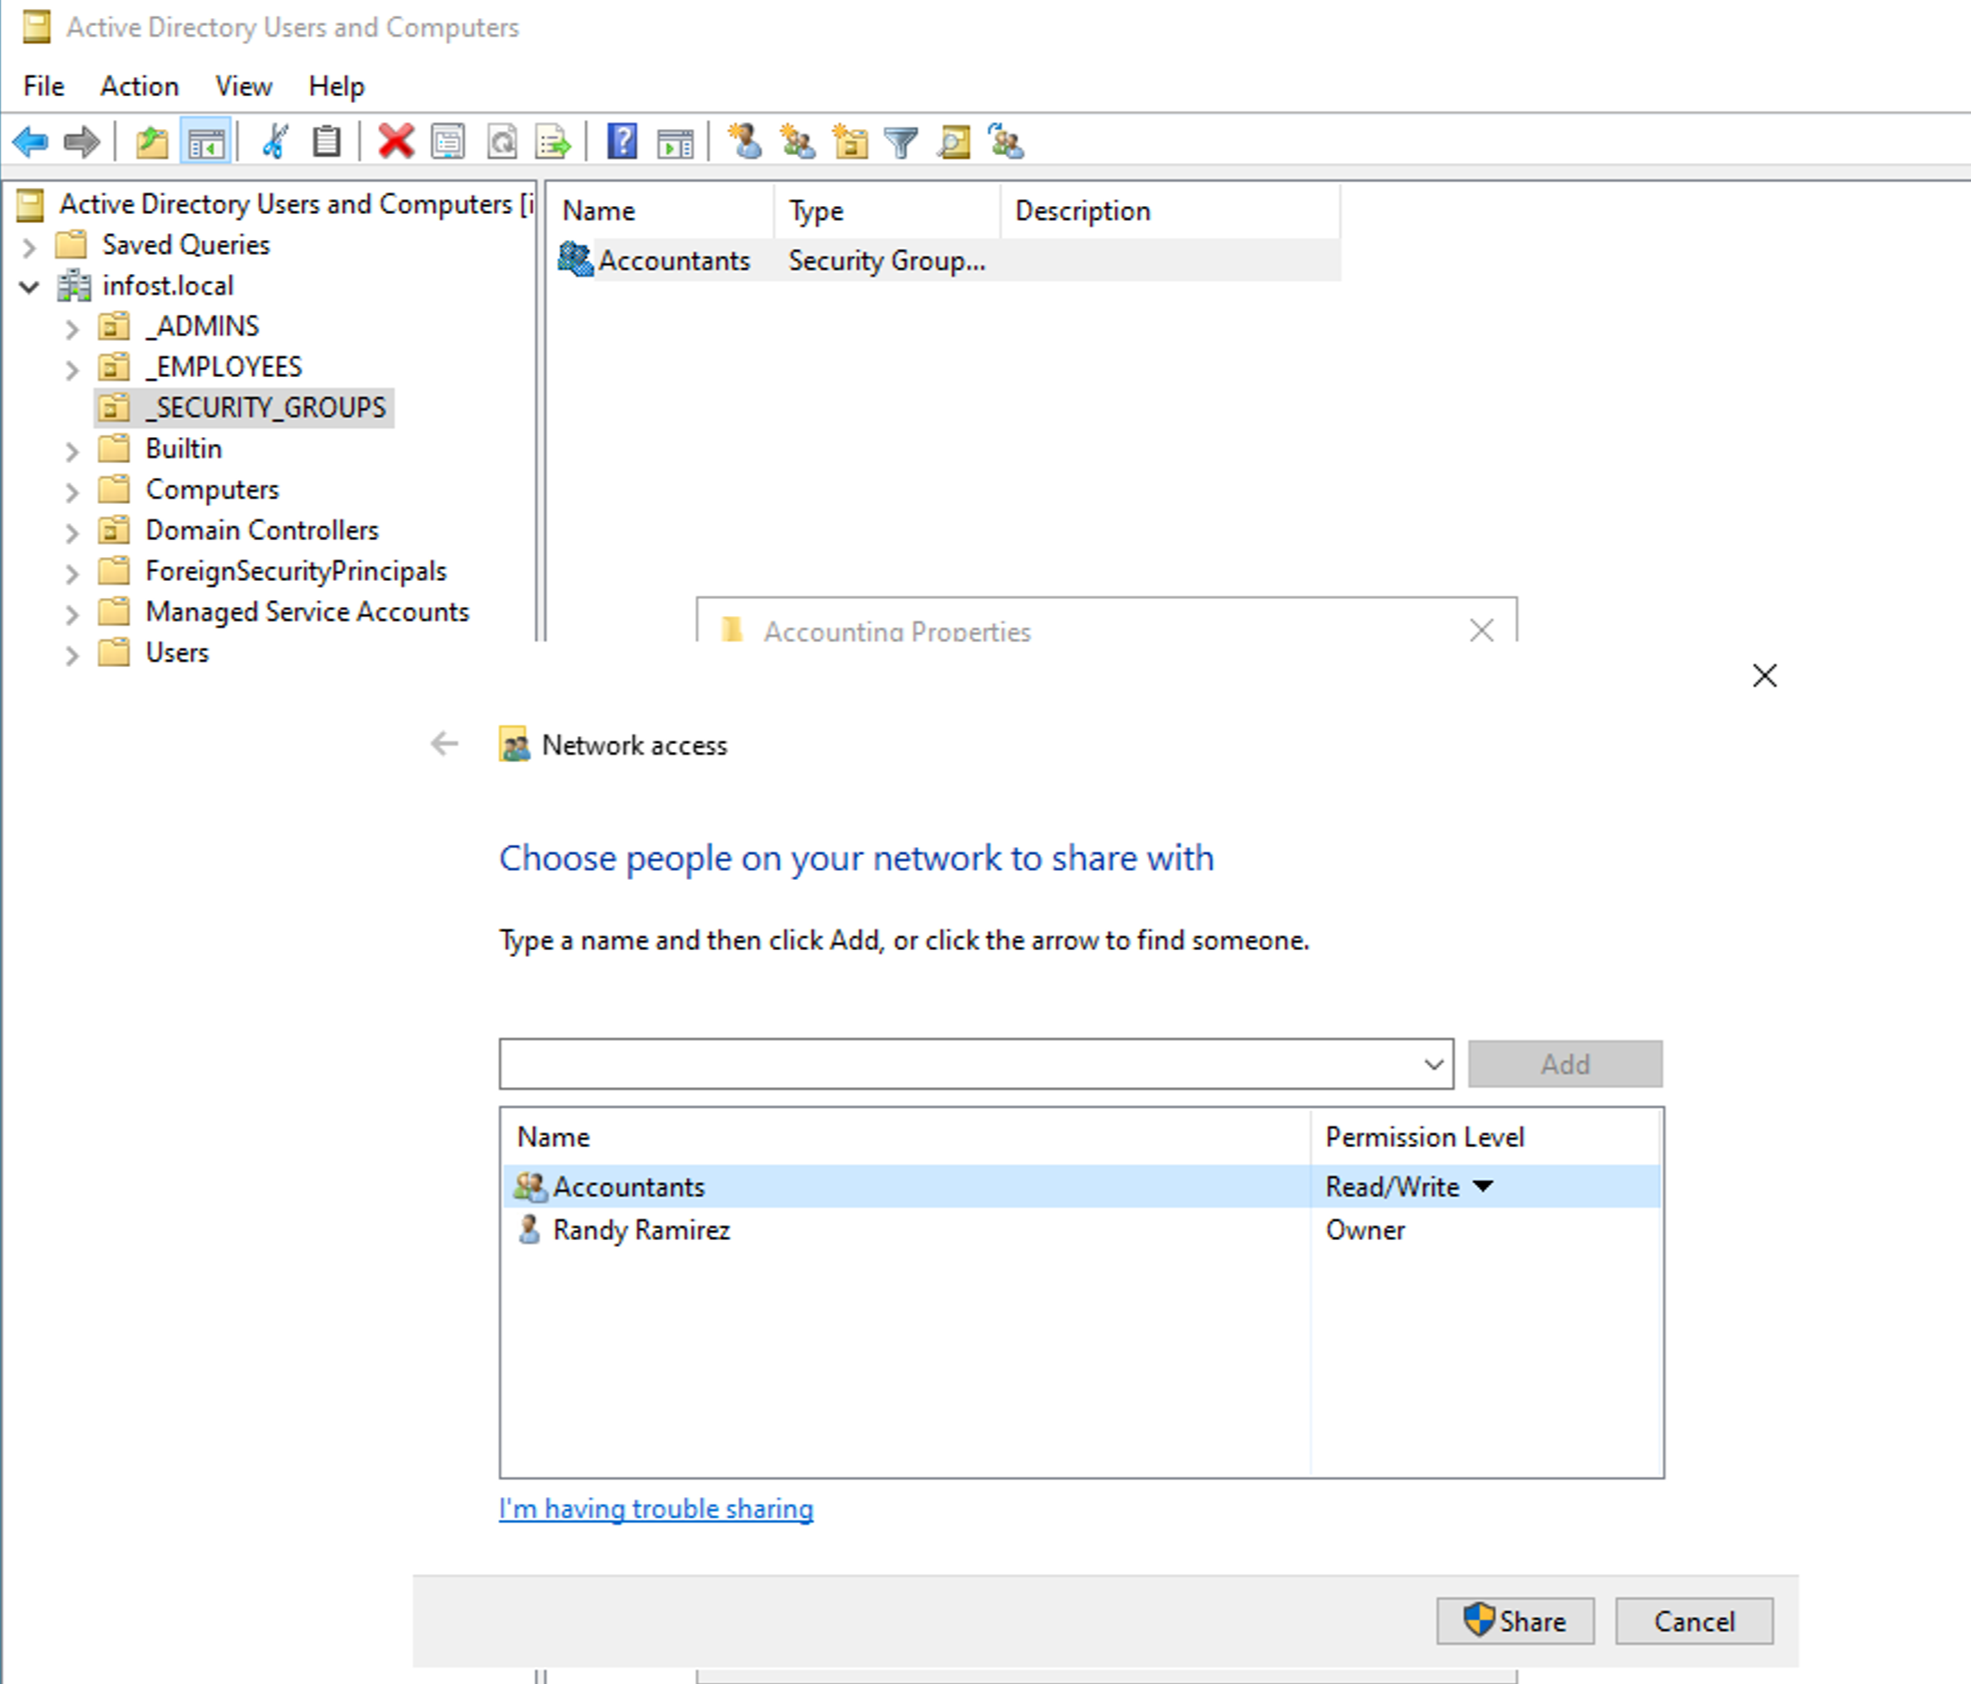 Active Directory Users and Computers
File Action View Help
Active Directory Users and Computers [i
Saved Queries
infost.local
_ADMINS
_EMPLOYEES
_SECURITY_GROUPS
Builtin
Computers
Domain Controllers
ForeignSecurityPrincipals
Managed Service Accounts
Users
Name Type Description
Accountants Security Group...
Accounting Properties
Network access
Choose people on your network to share with
Type a name and then click Add, or click the arrow to find someone.
Add
Name Permission Level
Accountants Read/Write
Randy Ramirez Owner
I'm having trouble sharing
Share Cancel